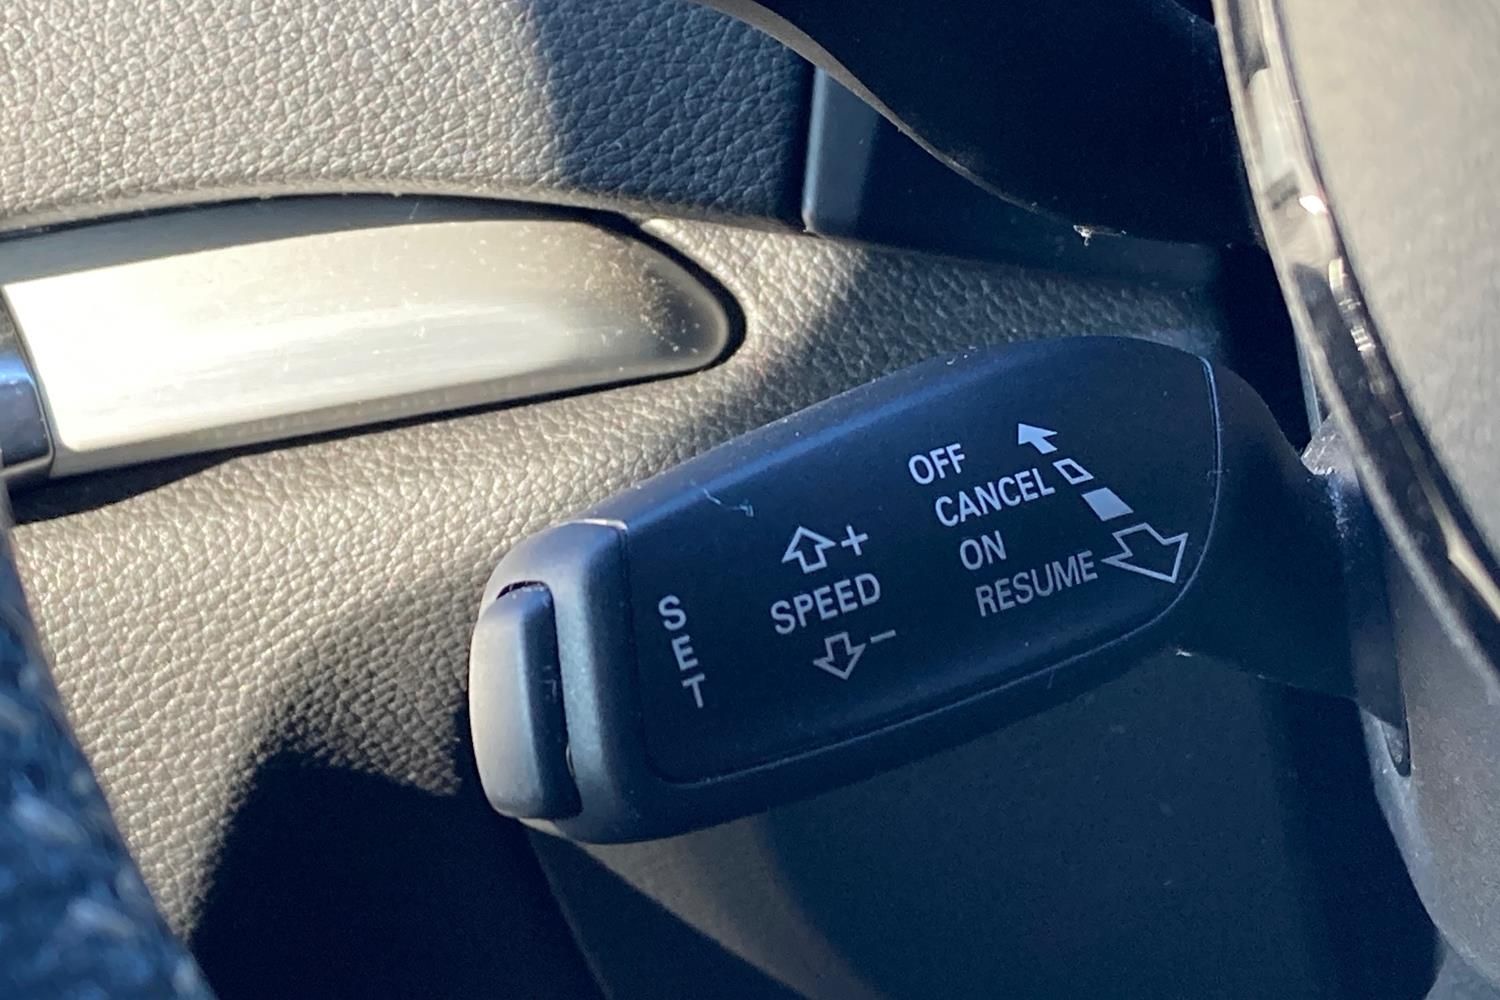 SET
+
SPEED
−
OFF
CANCEL
ON
RESUME